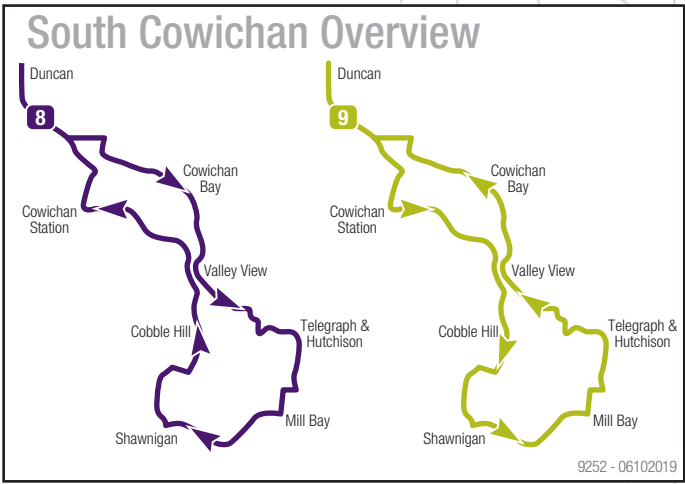 South Cowichan Overview
Duncan
8
Cowichan
Bay
Cowichan
Station
Valley View
Telegraph &
Hutchison
Cobble Hill
Mill Bay
Shawnigan
Duncan
9
Cowichan
Bay
Cowichan
Station
Valley View
Telegraph &
Hutchison
Cobble Hill
Mill Bay
Shawnigan
9252 - 06102019